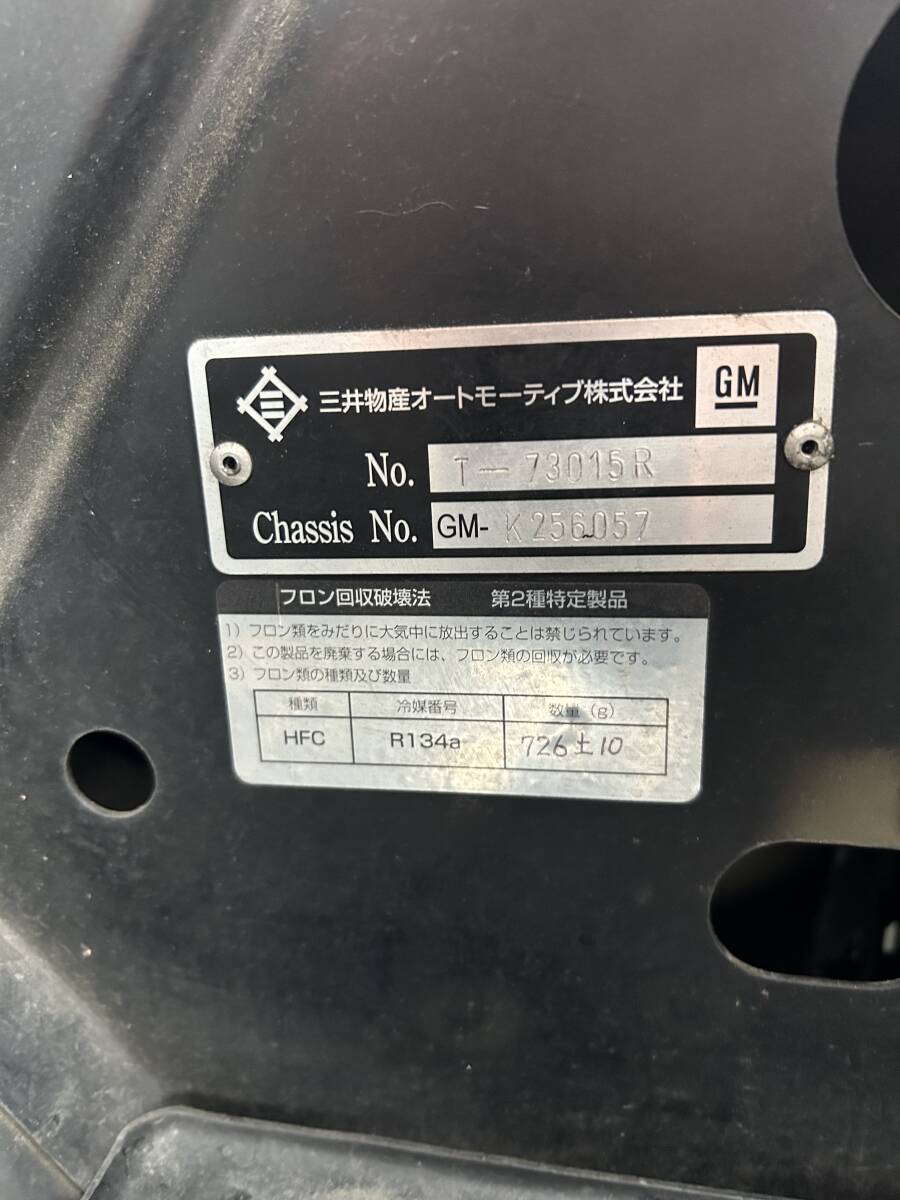 三井物産オートモーティブ株式会社 GM
No. T-73015R
Chassis No. GM- K256057
フロン回収破壊法 第2種特定製品
1) フロン類をみだりに大気中に放出することは禁じられています。
2) この製品を廃棄する場合には、フロン類の回収が必要です。
3) フロン類の種類及び数量
種類 冷媒番号 数量 (g)
HFC R134a 726±10